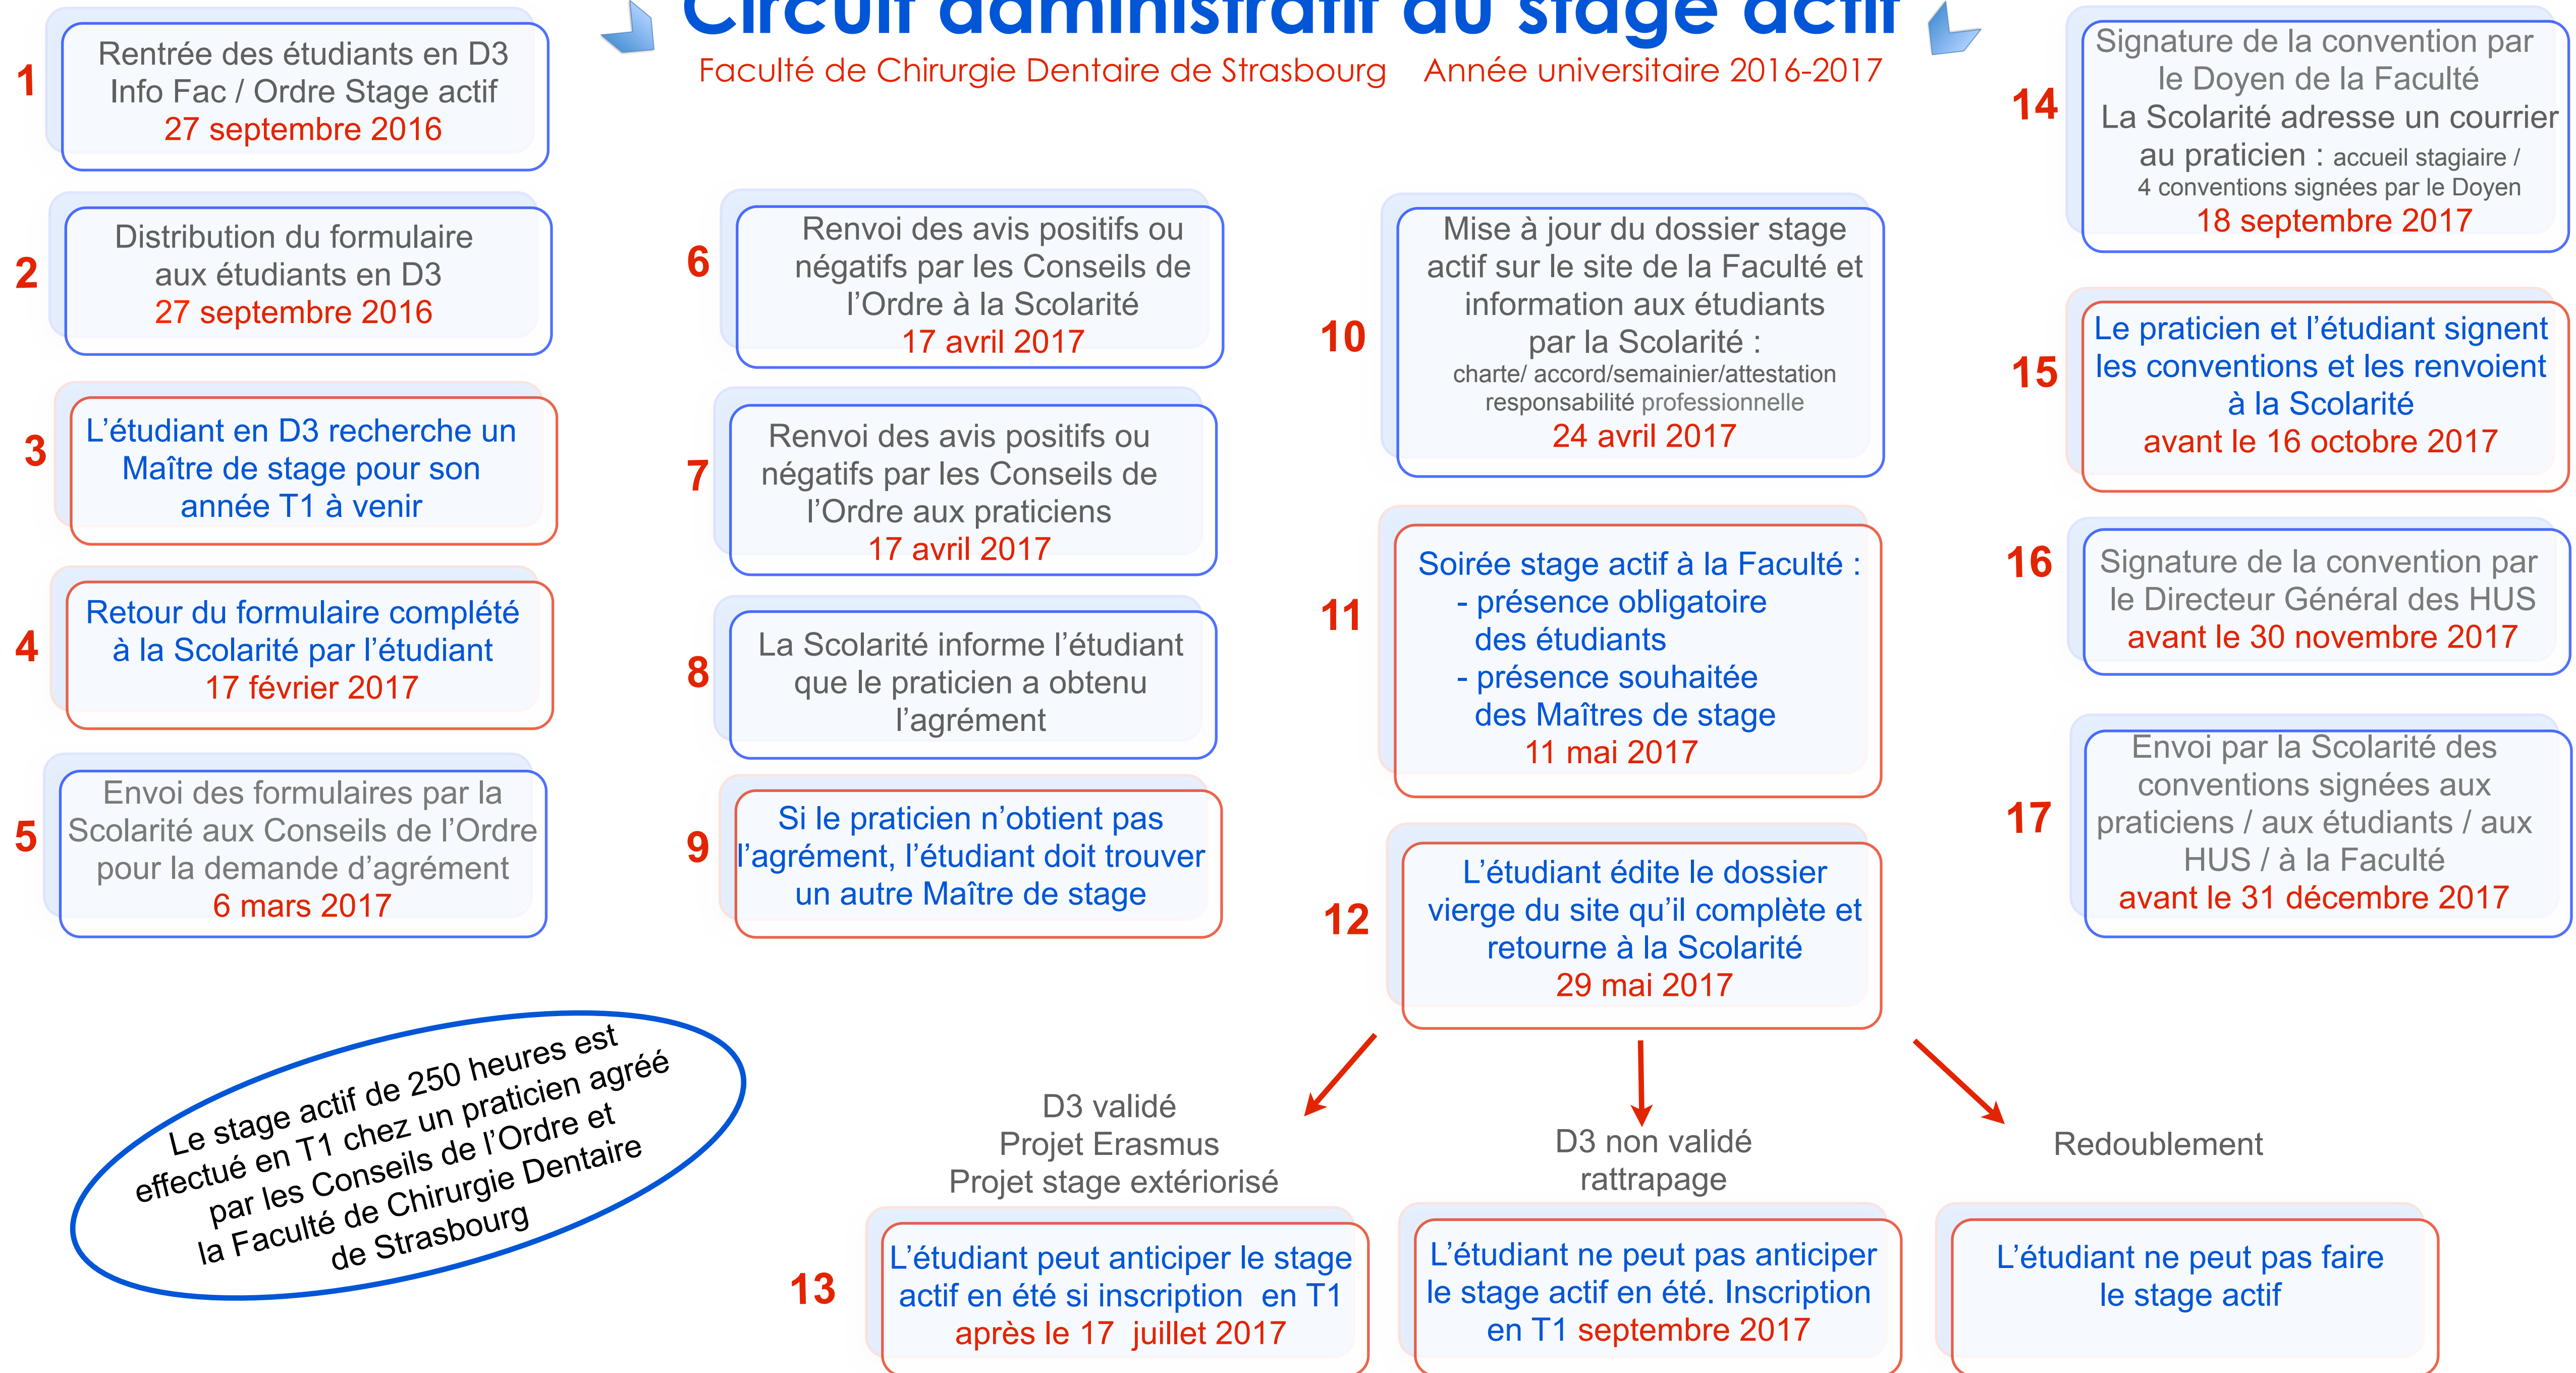 Circuit administratif du stage actif
Faculté de Chirurgie Dentaire de Strasbourg Année universitaire 2016-2017
1
Rentrée des étudiants en D3
Info Fac / Ordre Stage actif
27 septembre 2016
2
Distribution du formulaire
aux étudiants en D3
27 septembre 2016
3
L'étudiant en D3 recherche un
Maître de stage pour son
année T1 à venir
4
Retour du formulaire complété
à la Scolarité par l'étudiant
17 février 2017
5
Envoi des formulaires par la
Scolarité aux Conseils de l'Ordre
pour la demande d'agrément
6 mars 2017
6
Renvoi des avis positifs ou
négatifs par les Conseils de
l'Ordre à la Scolarité
17 avril 2017
7
Renvoi des avis positifs ou
négatifs par les Conseils de
l'Ordre aux praticiens
17 avril 2017
8
La Scolarité informe l'étudiant
que le praticien a obtenu
l'agrément
9
Si le praticien n'obtient pas
l'agrément, l'étudiant doit trouver
un autre Maître de stage
10
Mise à jour du dossier stage
actif sur le site de la Faculté et
information aux étudiants
par la Scolarité :
charte/ accord/semainier/attestation
responsabilité professionnelle
24 avril 2017
11
Soirée stage actif à la Faculté :
- présence obligatoire
des étudiants
- présence souhaitée
des Maîtres de stage
11 mai 2017
12
L'étudiant édite le dossier
vierge du site qu'il complète et
retourne à la Scolarité
29 mai 2017
D3 validé
Projet Erasmus
Projet stage extériorisé
13
L'étudiant peut anticiper le stage
actif en été si inscription en T1
après le 17 juillet 2017
D3 non validé
rattrapage
L'étudiant ne peut pas anticiper
le stage actif en été. Inscription
en T1 septembre 2017
Redoublement
L'étudiant ne peut pas faire
le stage actif
14
Signature de la convention par
le Doyen de la Faculté
La Scolarité adresse un courrier
au praticien : accueil stagiaire /
4 conventions signées par le Doyen
18 septembre 2017
15
Le praticien et l'étudiant signent
les conventions et les renvoient
à la Scolarité
avant le 16 octobre 2017
16
Signature de la convention par
le Directeur Général des HUS
avant le 30 novembre 2017
17
Envoi par la Scolarité des
conventions signées aux
praticiens / aux étudiants / aux
HUS / à la Faculté
avant le 31 décembre 2017
Le stage actif de 250 heures est
effectué en T1 chez un praticien agréé
par les Conseils de l'Ordre et
la Faculté de Chirurgie Dentaire
de Strasbourg